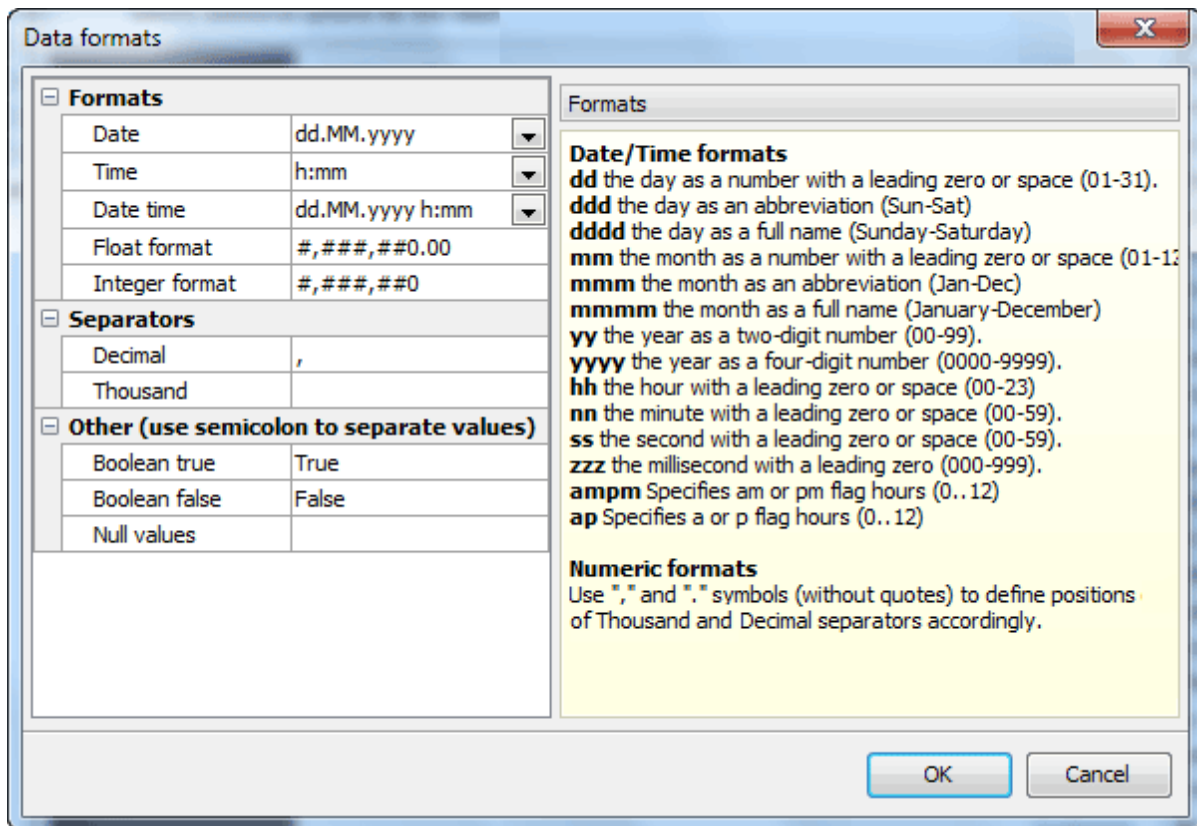 Data formats
Formats
Date dd.MM.yyyy
Time h:mm
Date time dd.MM.yyyy h:mm
Float format #,###,##0.00
Integer format #,###,##0
Separators
Decimal ,
Thousand
Other (use semicolon to separate values)
Boolean true True
Boolean false False
Null values
Formats
Date/Time formats
dd the day as a number with a leading zero or space (01-31).
ddd the day as an abbreviation (Sun-Sat)
dddd the day as a full name (Sunday-Saturday)
mm the month as a number with a leading zero or space (01-12
mmm the month as an abbreviation (Jan-Dec)
mmmm the month as a full name (January-December)
yy the year as a two-digit number (00-99).
yyyy the year as a four-digit number (0000-9999).
hh the hour with a leading zero or space (00-23)
nn the minute with a leading zero or space (00-59).
ss the second with a leading zero or space (00-59).
zzz the millisecond with a leading zero (000-999).
ampm Specifies am or pm flag hours (0..12)
ap Specifies a or p flag hours (0..12)
Numeric formats
Use "," and "." symbols (without quotes) to define positions
of Thousand and Decimal separators accordingly.
OK Cancel